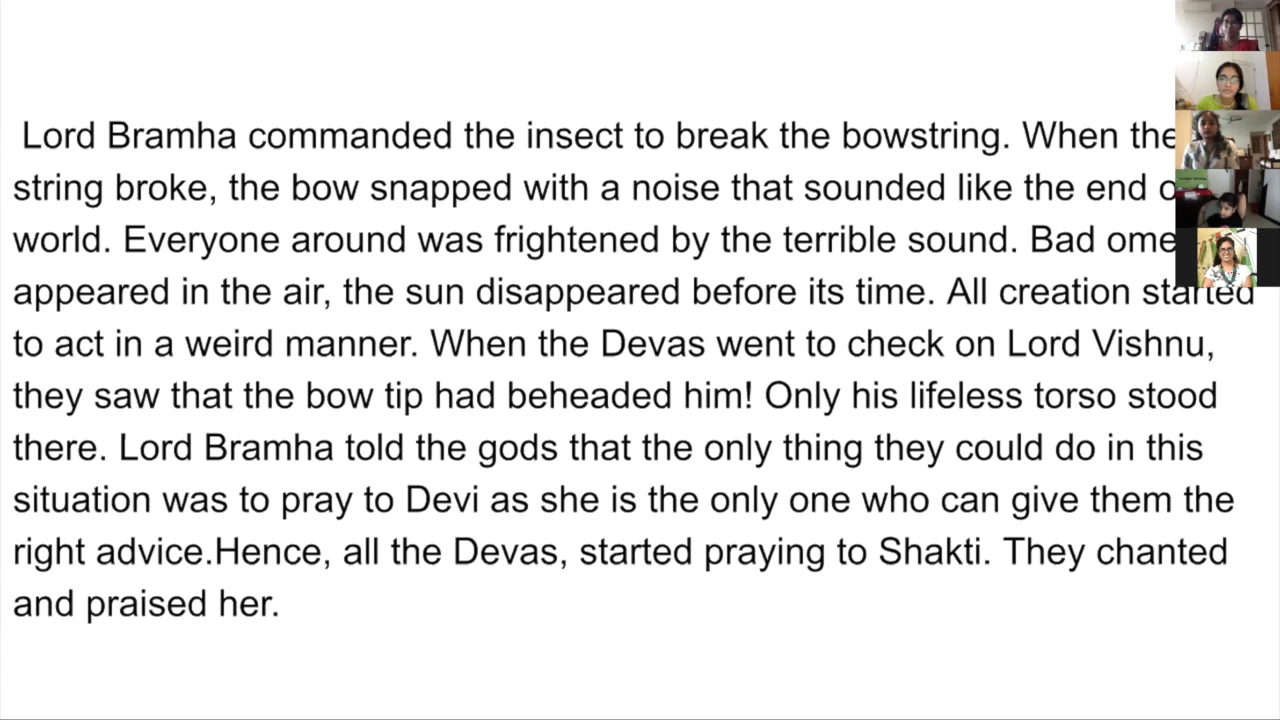 Lord Bramha commanded the insect to break the bowstring. When the
string broke, the bow snapped with a noise that sounded like the end
world. Everyone around was frightened by the terrible sound. Bad
appeared in the air, the sun disappeared before its time. All creation started
to act in a weird manner. When the Devas went to check on Lord Vishnu,
they saw that the bow tip had beheaded him! Only his lifeless torso stood
there. Lord Bramha told the gods that the only thing they could do in this
situation was to pray to Devi as she is the only one who can give them the
right advice.Hence, all the Devas, started praying to Shakti. They chanted
and praised her.